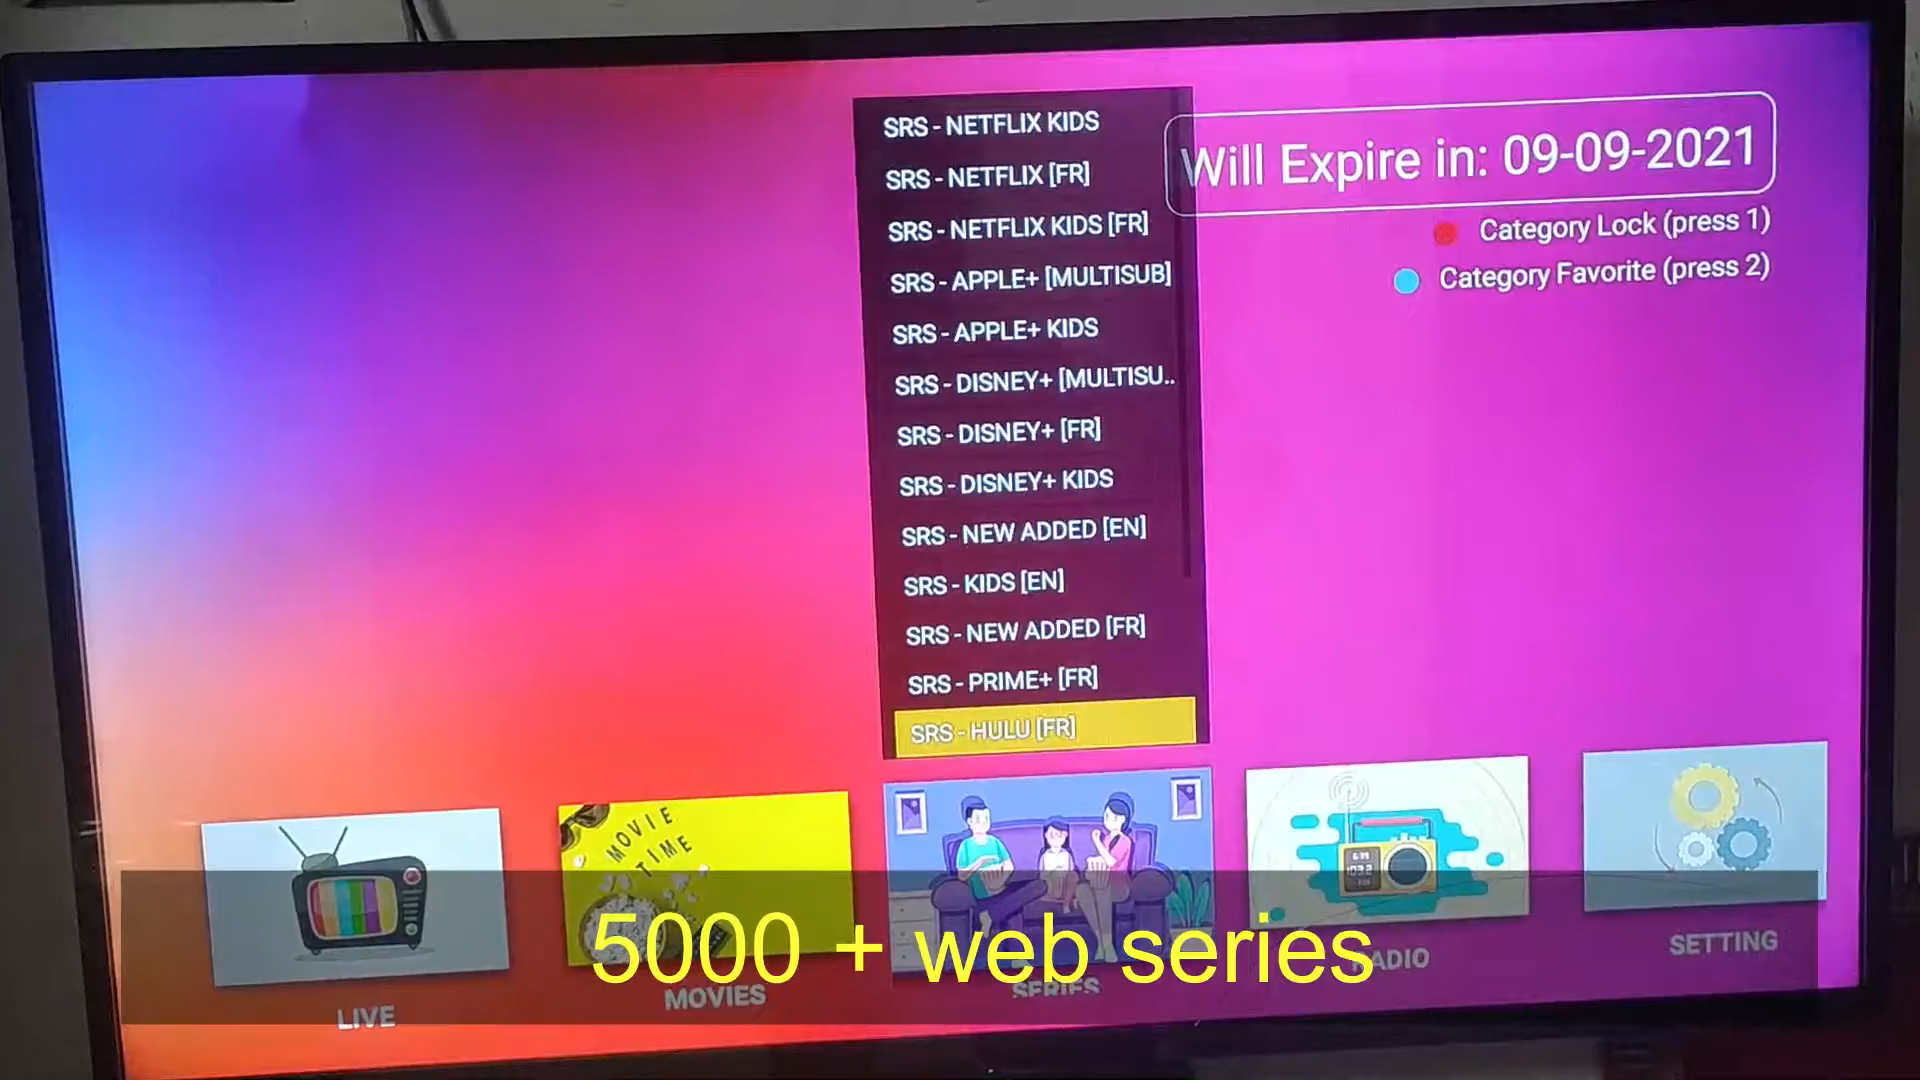 SRS - NETFLIX KIDS
SRS - NETFLIX [FR]
SRS - NETFLIX KIDS [FR]
SRS - APPLE+ [MULTISUB]
SRS - APPLE+ KIDS
SRS - DISNEY+ [MULTISU..
SRS - DISNEY+ [FR]
SRS - DISNEY+ KIDS
SRS - NEW ADDED [EN]
SRS - KIDS [EN]
SRS - NEW ADDED [FR]
SRS - PRIME+ [FR]
SRS - HULU [FR]
Will Expire in: 09-09-2021
Category Lock (press 1)
Category Favorite (press 2)
MOVIE
TIME
103.2
5000 + web series
LIVE
MOVIES
SERIES
RADIO
SETTING